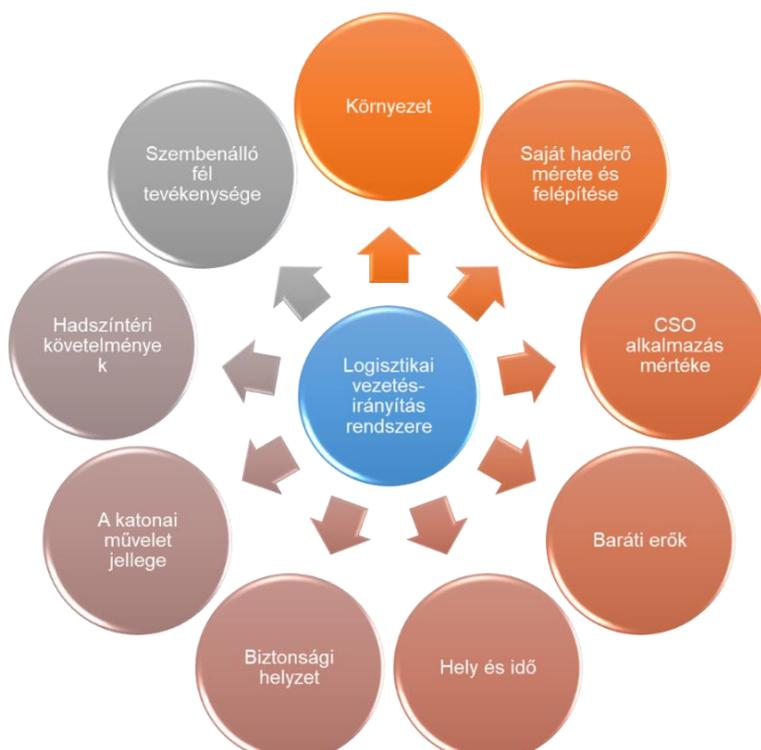 Környezet
Saját haderő
mérete és
felépítése
CSO
alkalmazás
mértéke
Baráti erők
Hely és idő
Biztonsági
helyzet
A katonai
művelet
jellege
Hadszíntéri
követelménye
k
Szembenálló
fél
tevékenysége
Logisztikai
vezetés-
irányítás
rendszere